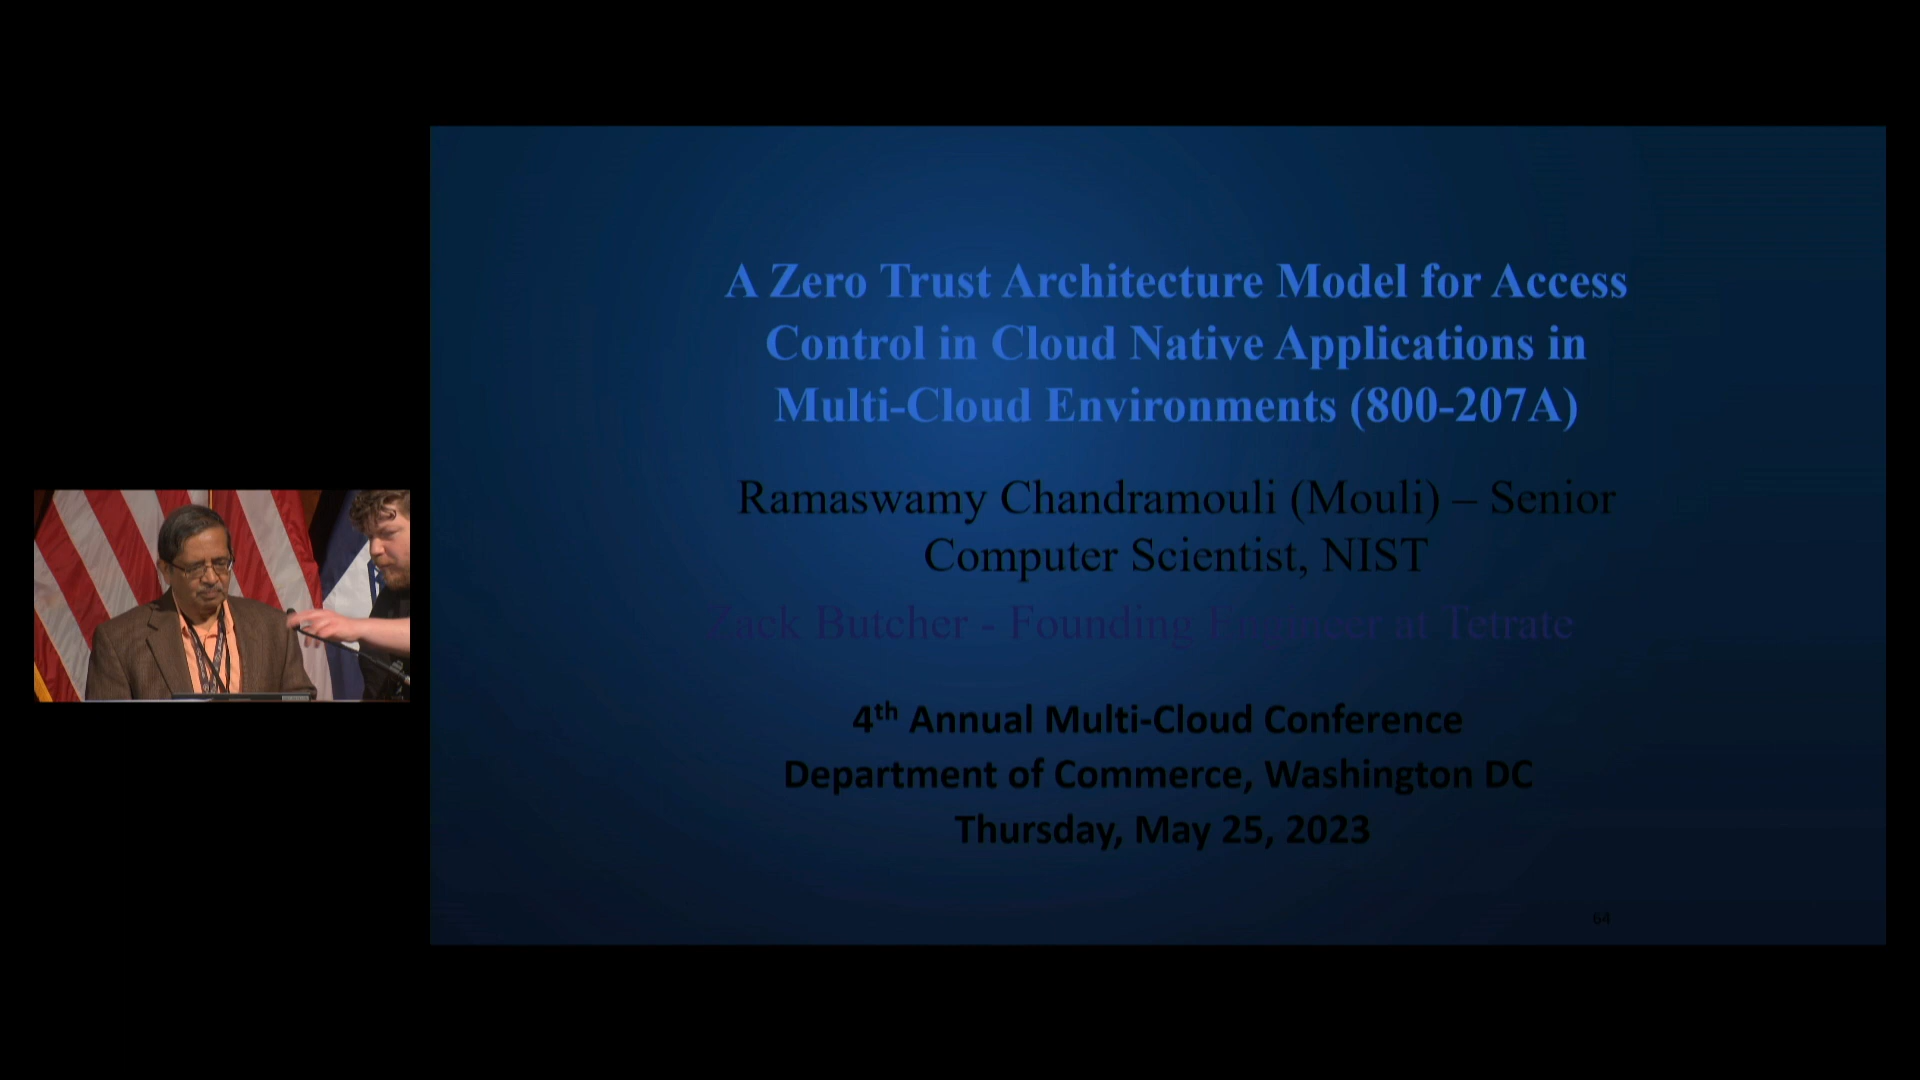 A Zero Trust Architecture Model for Access
Control in Cloud Native Applications in
Multi-Cloud Environments (800-207A)
Ramaswamy Chandramouli (Mouli) – Senior
Computer Scientist, NIST
Zack Butcher - Founding Engineer at Tetrate
4th Annual Multi-Cloud Conference
Department of Commerce, Washington DC
Thursday, May 25, 2023
64